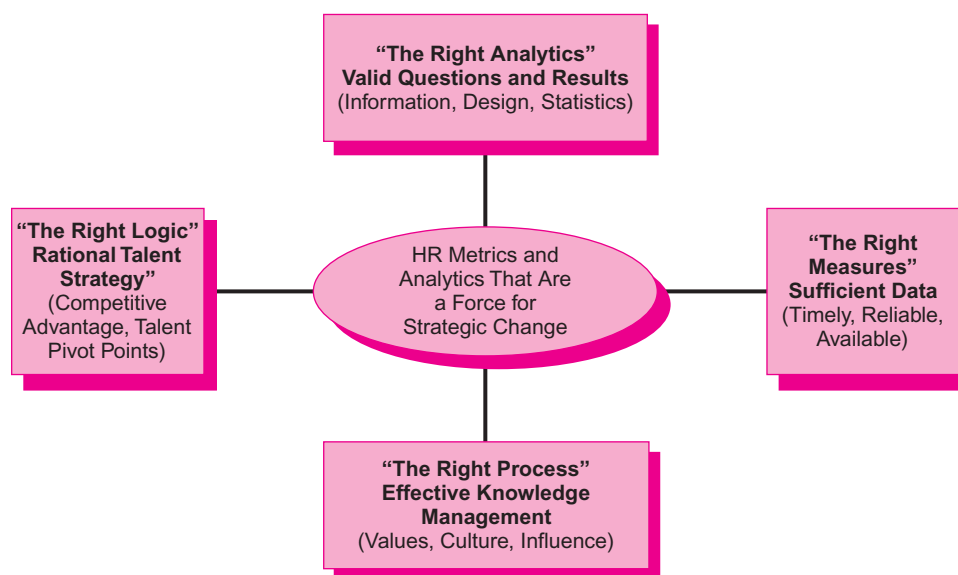 “The Right Analytics”
Valid Questions and Results
(Information, Design, Statistics)
“The Right Logic”
Rational Talent
Strategy”
(Competitive
Advantage, Talent
Pivot Points)
HR Metrics and
Analytics That Are
a Force for
Strategic Change
“The Right
Measures”
Sufficient Data
(Timely, Reliable,
Available)
“The Right Process”
Effective Knowledge
Management
(Values, Culture, Influence)